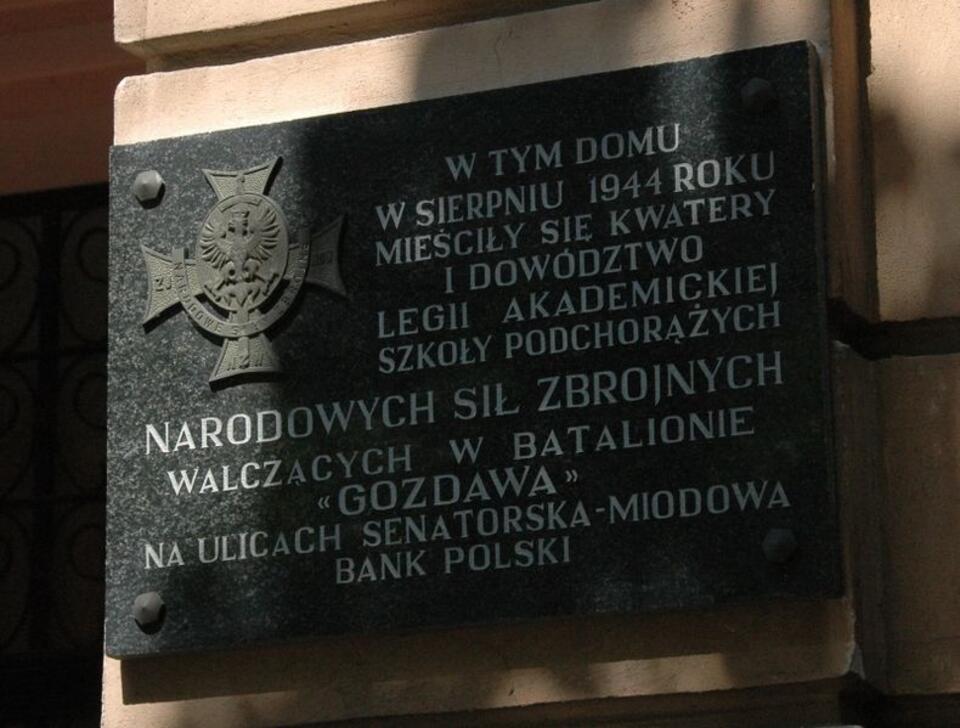 W TYM DOMU
W SIERPNIU 1944 ROKU
MIEŚCIŁY SIĘ KWATERY
I DOWÓDZTWO
LEGII AKADEMICKIEJ
SZKOŁY PODCHORĄŻYCH
NARODOWYCH SIŁ ZBROJNYCH
WALCZĄCYCH W BATALIONIE
«GOZDAWA»
NA ULICACH SENATORSKA-MIODOWA
BANK POLSKI
NARODOWE